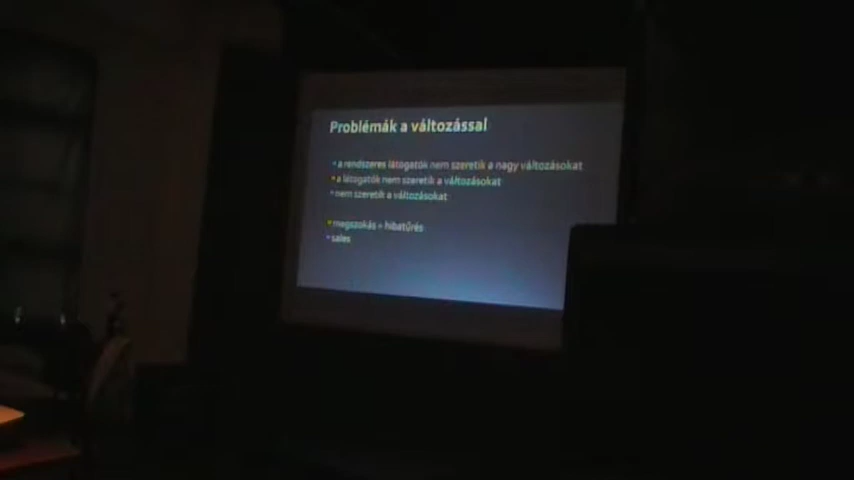 Problémák a változással
• a rendszeres látogatók nem szeretik a nagy változásokat
• a látogatók nem szeretik a változásokat
• nem szeretik a változásokat
• megszokás + hibatűrés
• sales